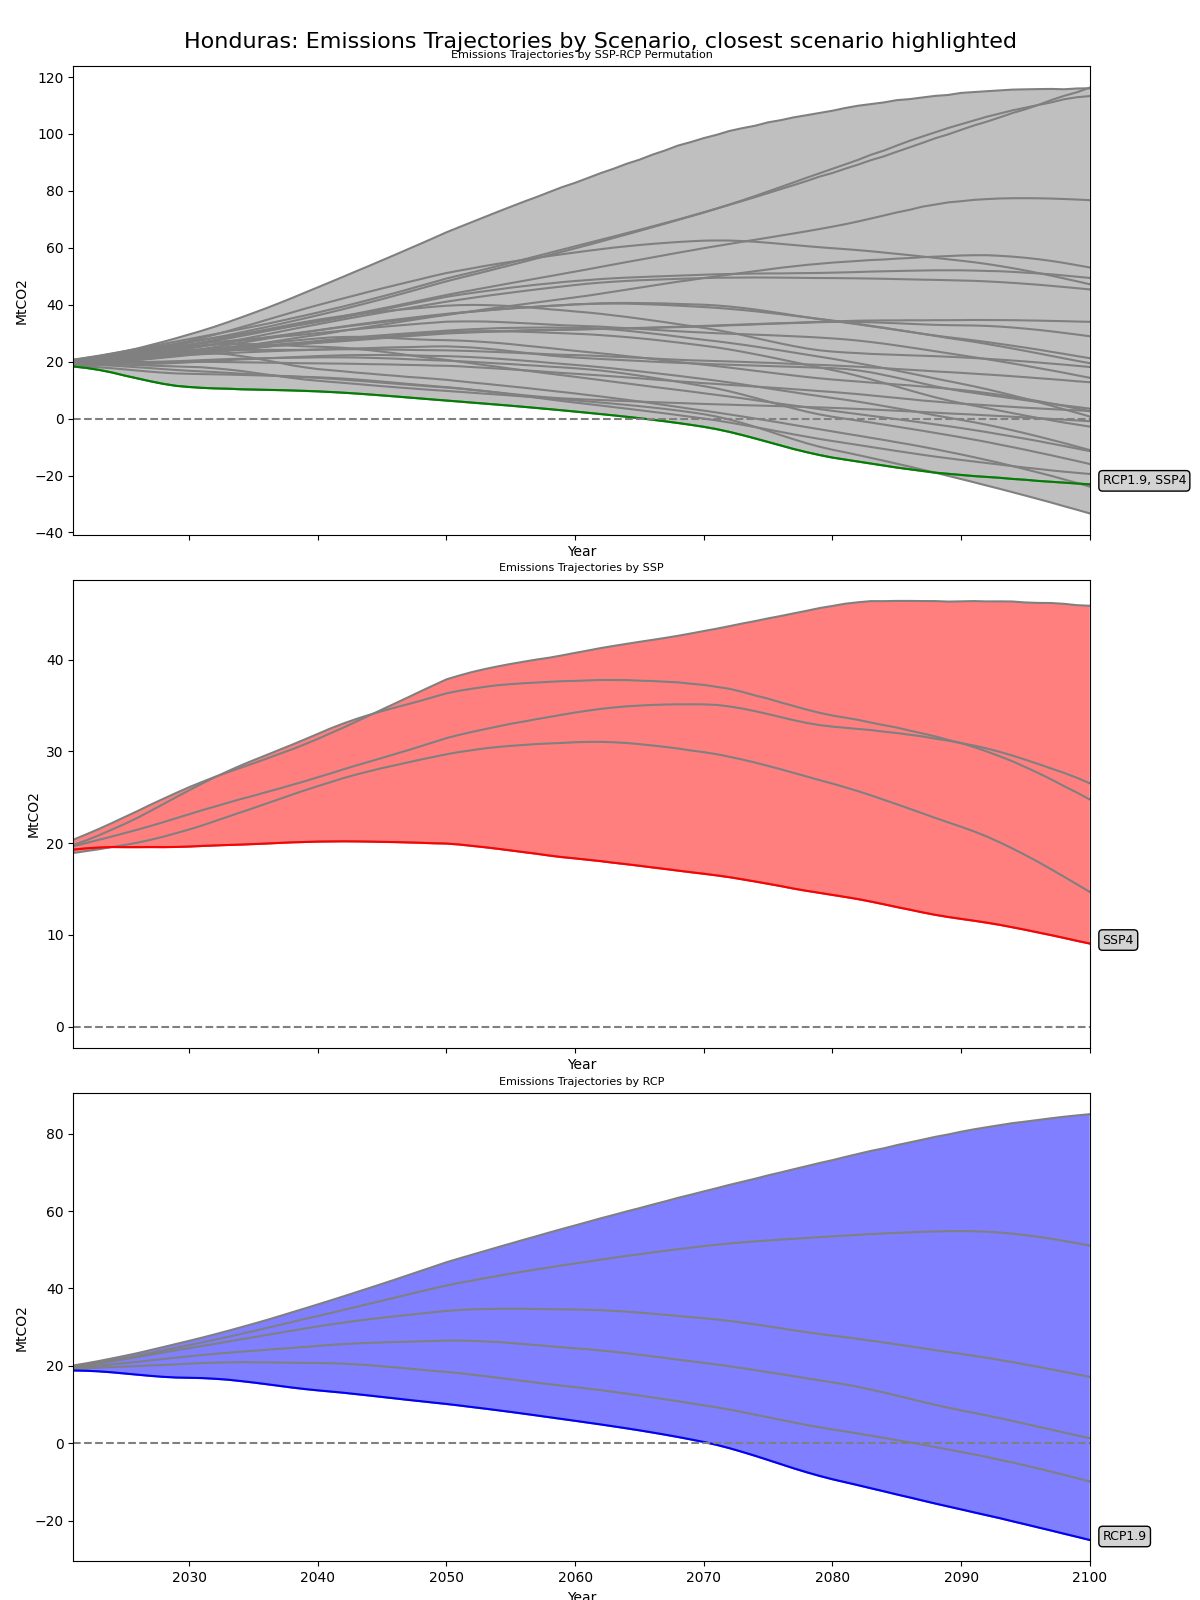 Honduras: Emissions Trajectories by Scenario, closest scenario highlighted
Emissions Trajectories by SSP-RCP Permutation
120
100
80
60
40
20
0
−20
−40
MtCO2
RCP1.9, SSP4
Year
Emissions Trajectories by SSP
40
30
20
10
0
MtCO2
SSP4
Year
Emissions Trajectories by RCP
80
60
40
20
0
−20
MtCO2
RCP1.9
2030 2040 2050 2060 2070 2080 2090 2100
Year